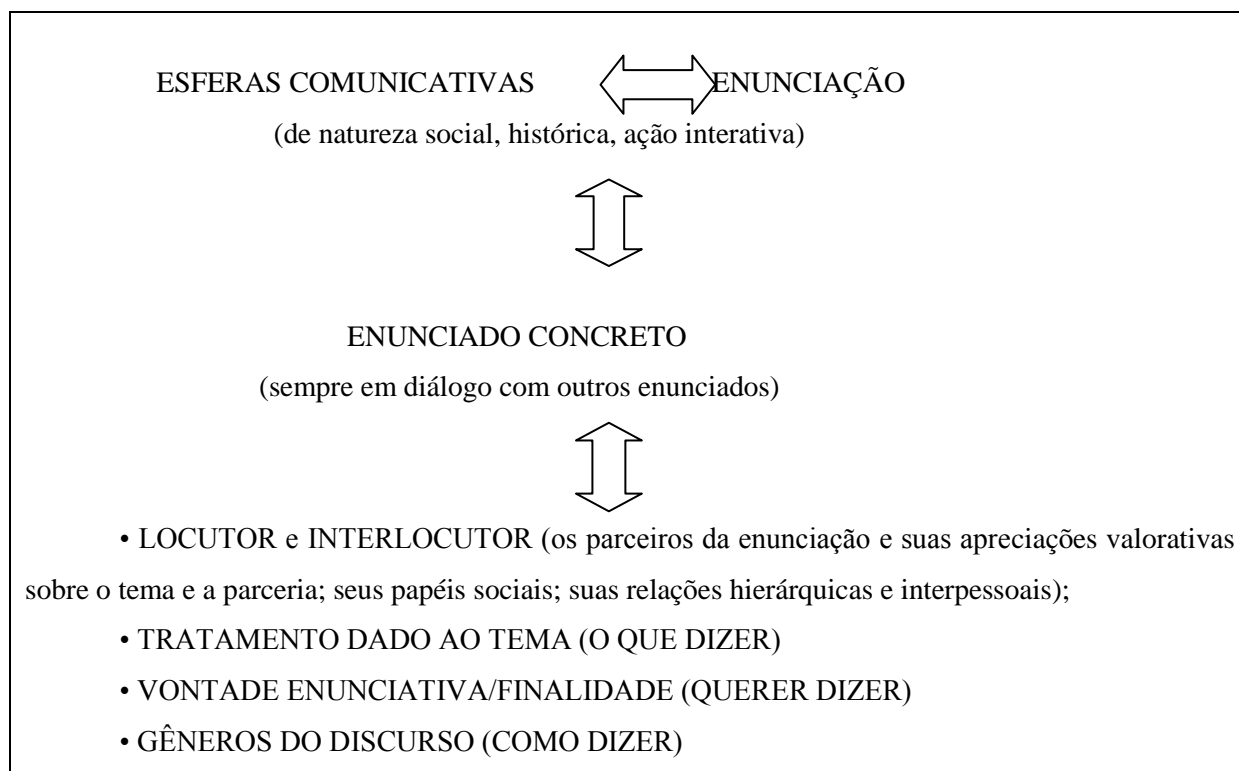 ESFERAS COMUNICATIVAS ENUNCIAÇÃO
(de natureza social, histórica, ação interativa)
ENUNCIADO CONCRETO
(sempre em diálogo com outros enunciados)
• LOCUTOR e INTERLOCUTOR (os parceiros da enunciação e suas apreciações valorativas
sobre o tema e a parceria; seus papéis sociais; suas relações hierárquicas e interpessoais);
• TRATAMENTO DADO AO TEMA (O QUE DIZER)
• VONTADE ENUNCIATIVA/FINALIDADE (QUERER DIZER)
• GÊNEROS DO DISCURSO (COMO DIZER)